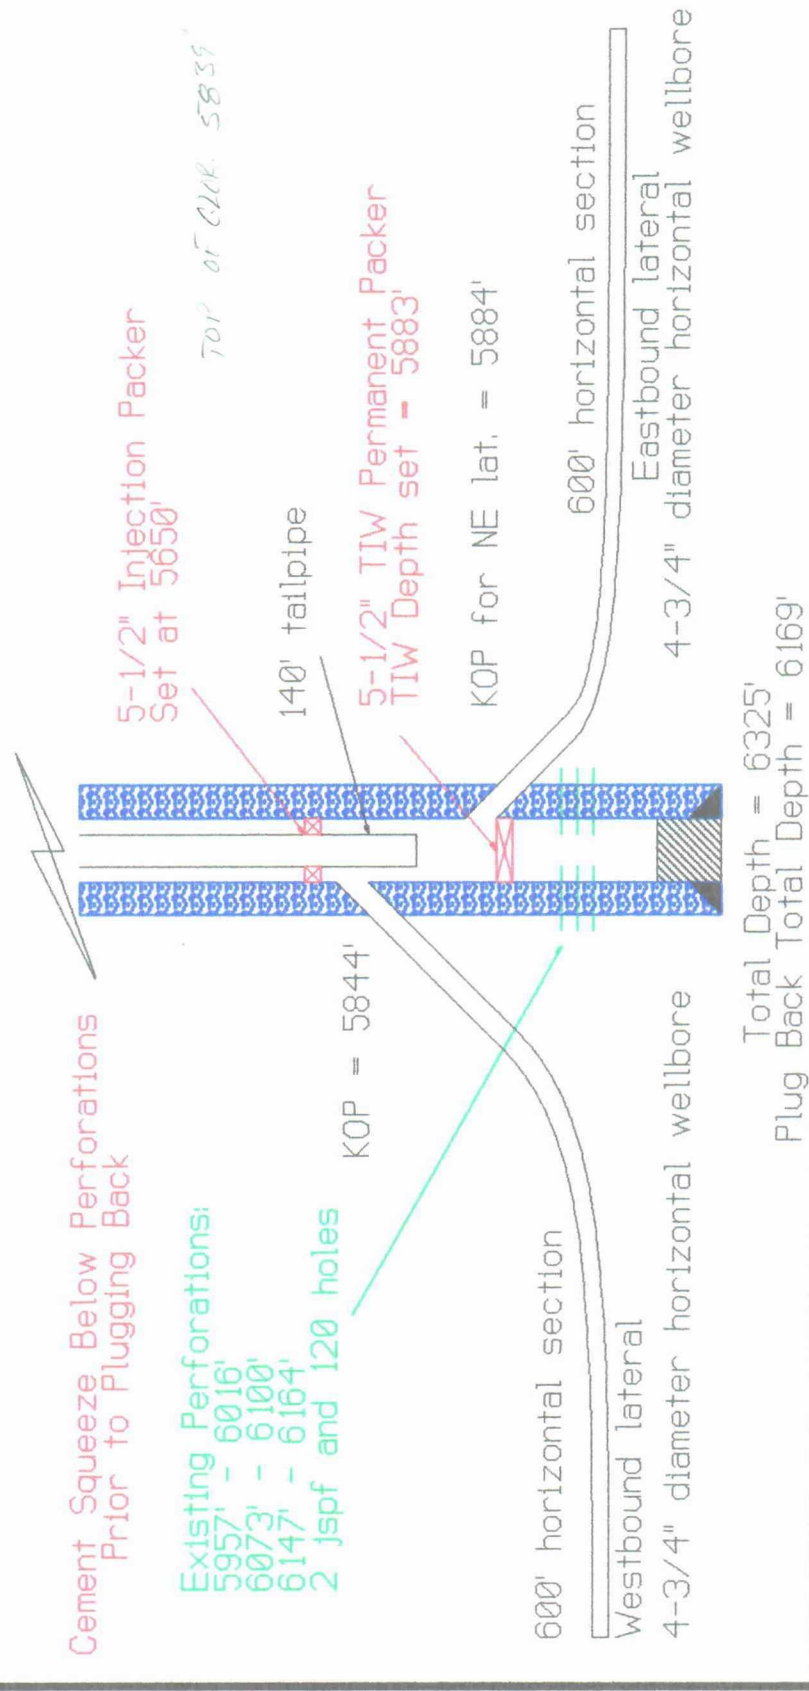 Cement Squeeze Below Perforations
Prior to Plugging Back
5-1/2" Injection Packer
Set at 5650'
TOP OF 5835'
Existing Perforations:
5957' - 6016'
6073' - 6100'
6147' - 6164'
2 jspf and 120 holes
140' tailpipe
KOP = 5844'
5-1/2" TIW Permanent Packer
TIW Depth set = 5883'
KOP for NE lat. = 5884'
600' horizontal section
Westbound lateral
4-3/4" diameter horizontal wellbore
600' horizontal section
Eastbound lateral
4-3/4" diameter horizontal wellbore
Total Depth = 6325'
Plug Back Total Depth = 6169'